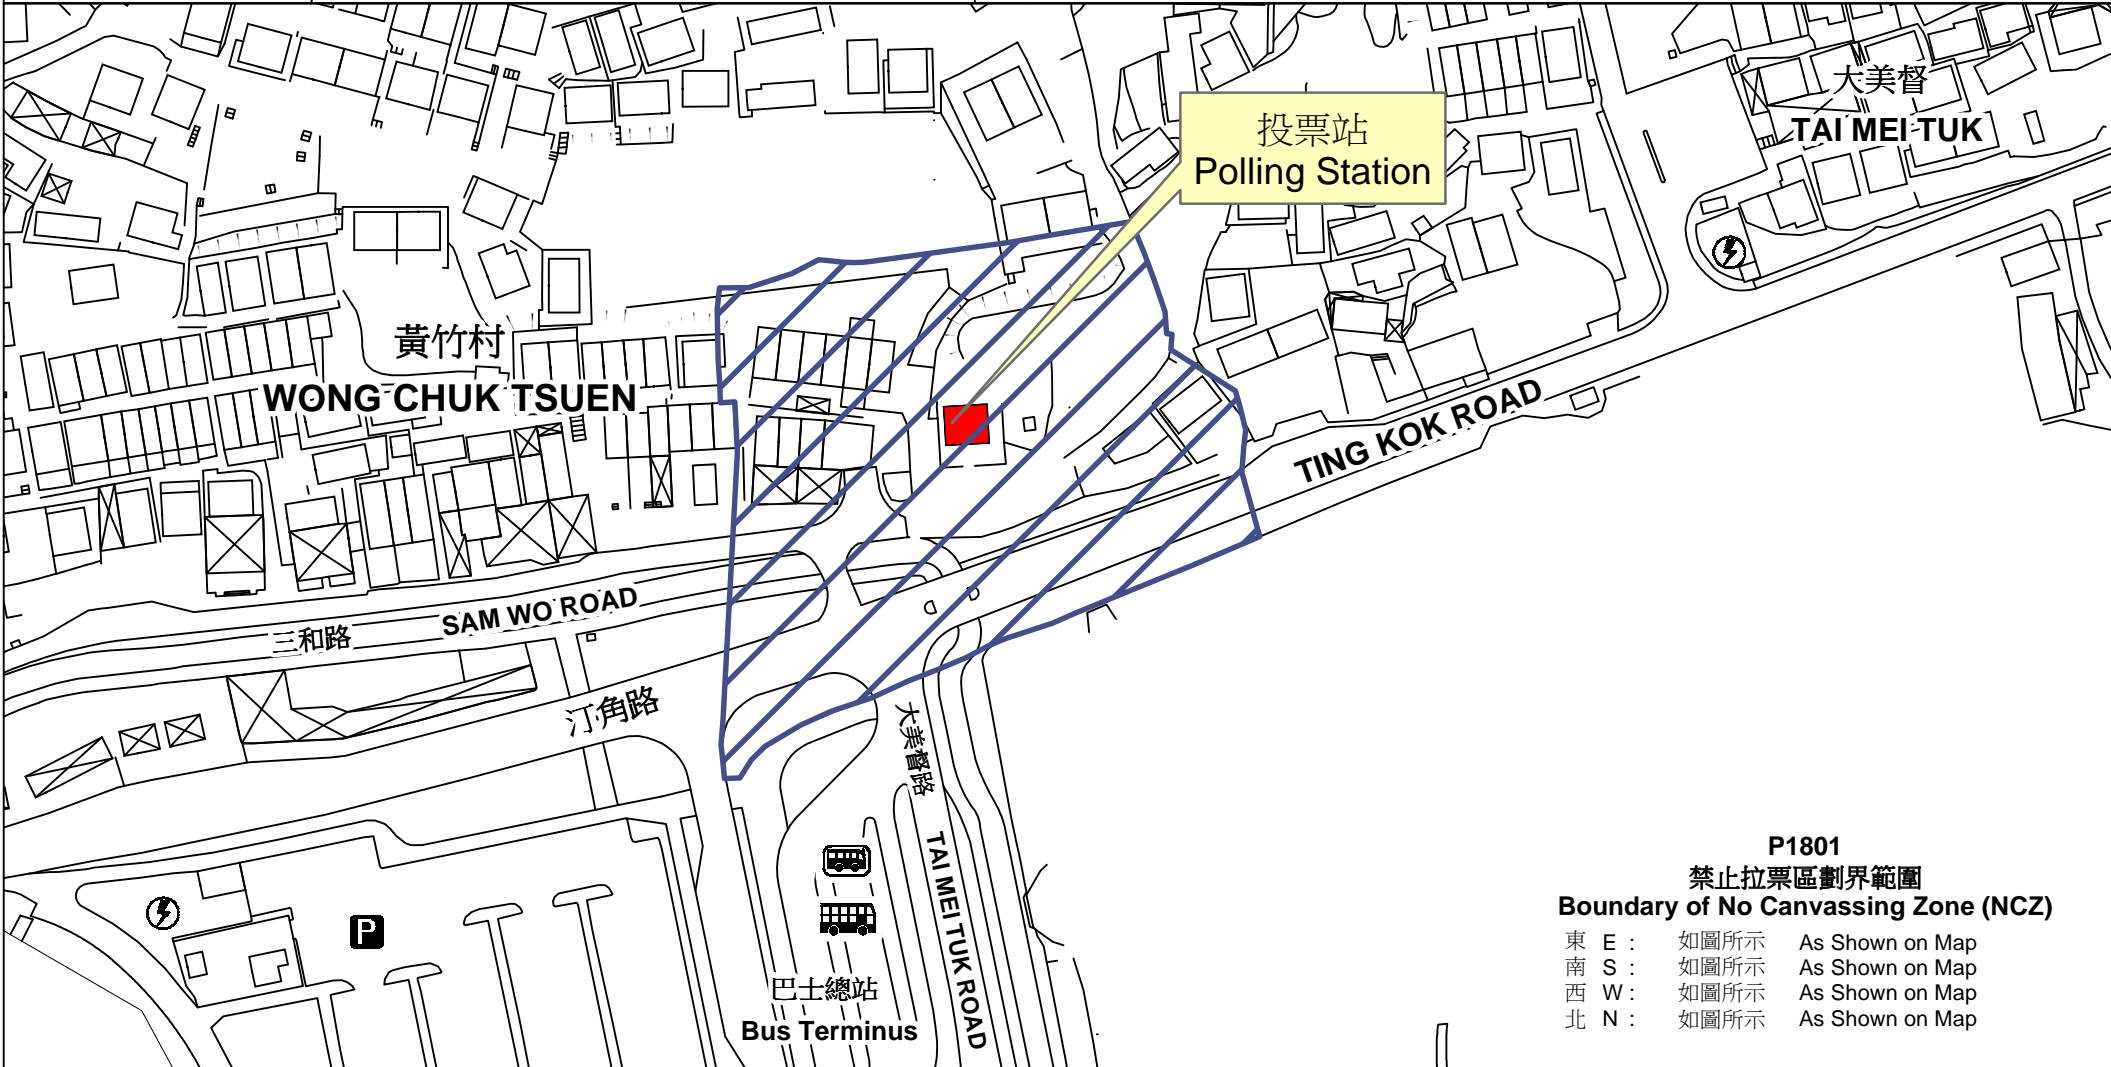 大美督
TAI MEI TUK
投票站
Polling Station
黃竹村
WONG CHUK TSUEN
TING KOK ROAD
SAM WO ROAD
三和路
汀角路
大美督路
TAI MEI TUK ROAD
P
巴士總站
Bus Terminus
P1801
禁止拉票區劃界範圍
Boundary of No Canvassing Zone (NCZ)
東 E : 如圖所示 As Shown on Map
南 S : 如圖所示 As Shown on Map
西 W : 如圖所示 As Shown on Map
北 N : 如圖所示 As Shown on Map